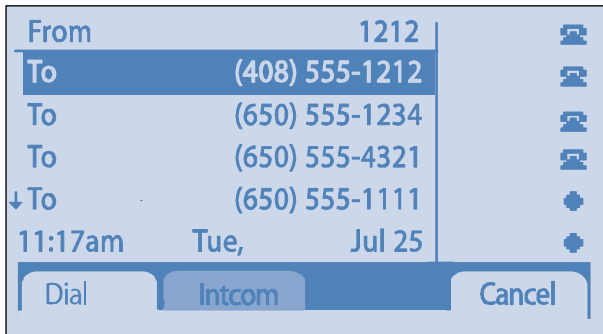 From 1212
To (408) 555-1212
To (650) 555-1234
To (650) 555-4321
To (650) 555-1111
11:17am Tue, Jul 25
Dial Intcom Cancel